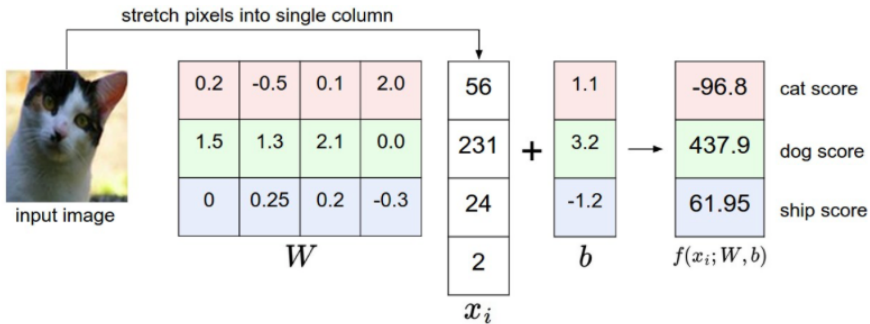 stretch pixels into single column
0.2 -0.5 0.1 2.0 56 1.1 -96.8 cat score
1.5 1.3 2.1 0.0 231 + 3.2 → 437.9 dog score
0 0.25 0.2 -0.3 24 -1.2 61.95 ship score
input image
W 2 b f(x_i; W, b)
x_i